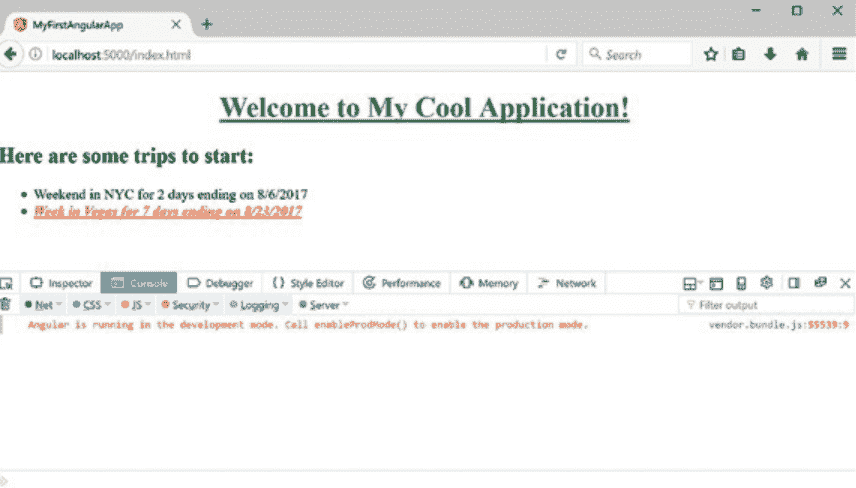 MyFirstAngularApp
localhost:5000/index.html
Search
Welcome to My Cool Application!
Here are some trips to start:
Weekend in NYC for 2 days ending on 8/6/2017
Week in Vegas for 7 days ending on 8/23/2017
Inspector Console Debugger { } Style Editor Performance Memory Network
Net CSS JS Security Logging Server Filter output
Angular is running in the development mode. Call enableProdMode() to enable the production mode. vendor.bundle.js:55539:9